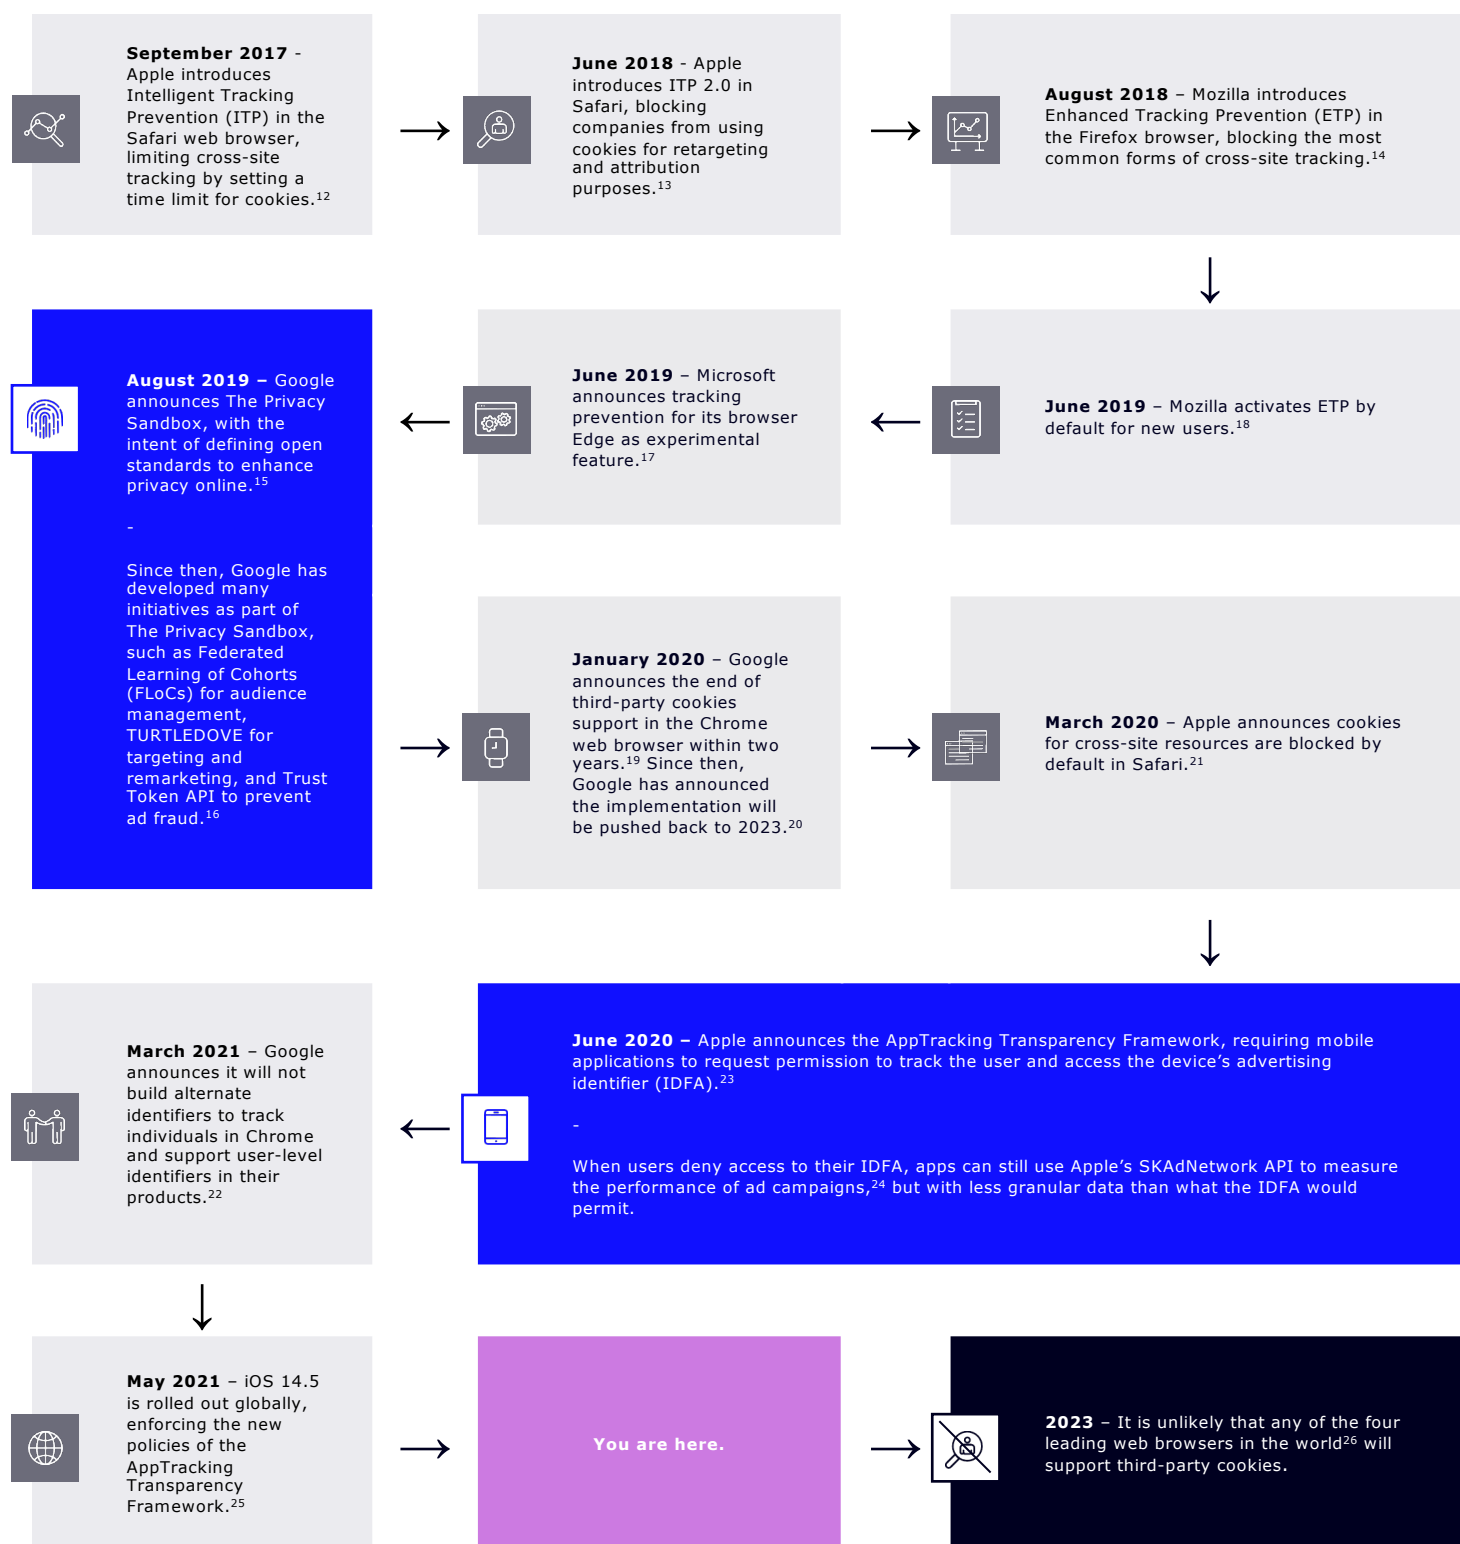 September 2017 -
Apple introduces
Intelligent Tracking
Prevention (ITP) in the
Safari web browser,
limiting cross-site
tracking by setting a
time limit for cookies.12
June 2018 - Apple
introduces ITP 2.0 in
Safari, blocking
companies from using
cookies for retargeting
and attribution
purposes.13
August 2018 – Mozilla introduces
Enhanced Tracking Prevention (ETP) in
the Firefox browser, blocking the most
common forms of cross-site tracking.14
June 2019 – Mozilla activates ETP by
default for new users.18
June 2019 – Microsoft
announces tracking
prevention for its browser
Edge as experimental
feature.17
August 2019 – Google
announces The Privacy
Sandbox, with the
intent of defining open
standards to enhance
privacy online.15
-
Since then, Google has
developed many
initiatives as part of
The Privacy Sandbox,
such as Federated
Learning of Cohorts
(FLoCs) for audience
management,
TURTLEDOVE for
targeting and
remarketing, and Trust
Token API to prevent
ad fraud.16
January 2020 – Google
announces the end of
third-party cookies
support in the Chrome
web browser within two
years.19 Since then,
Google has announced
the implementation will
be pushed back to 2023.20
March 2020 – Apple announces cookies
for cross-site resources are blocked by
default in Safari.21
June 2020 – Apple announces the AppTracking Transparency Framework, requiring mobile
applications to request permission to track the user and access the device’s advertising
identifier (IDFA).23
-
When users deny access to their IDFA, apps can still use Apple’s SKAdNetwork API to measure
the performance of ad campaigns,24 but with less granular data than what the IDFA would
permit.
March 2021 – Google
announces it will not
build alternate
identifiers to track
individuals in Chrome
and support user-level
identifiers in their
products.22
May 2021 – iOS 14.5
is rolled out globally,
enforcing the new
policies of the
AppTracking
Transparency
Framework.25
You are here.
2023 – It is unlikely that any of the four
leading web browsers in the world26 will
support third-party cookies.